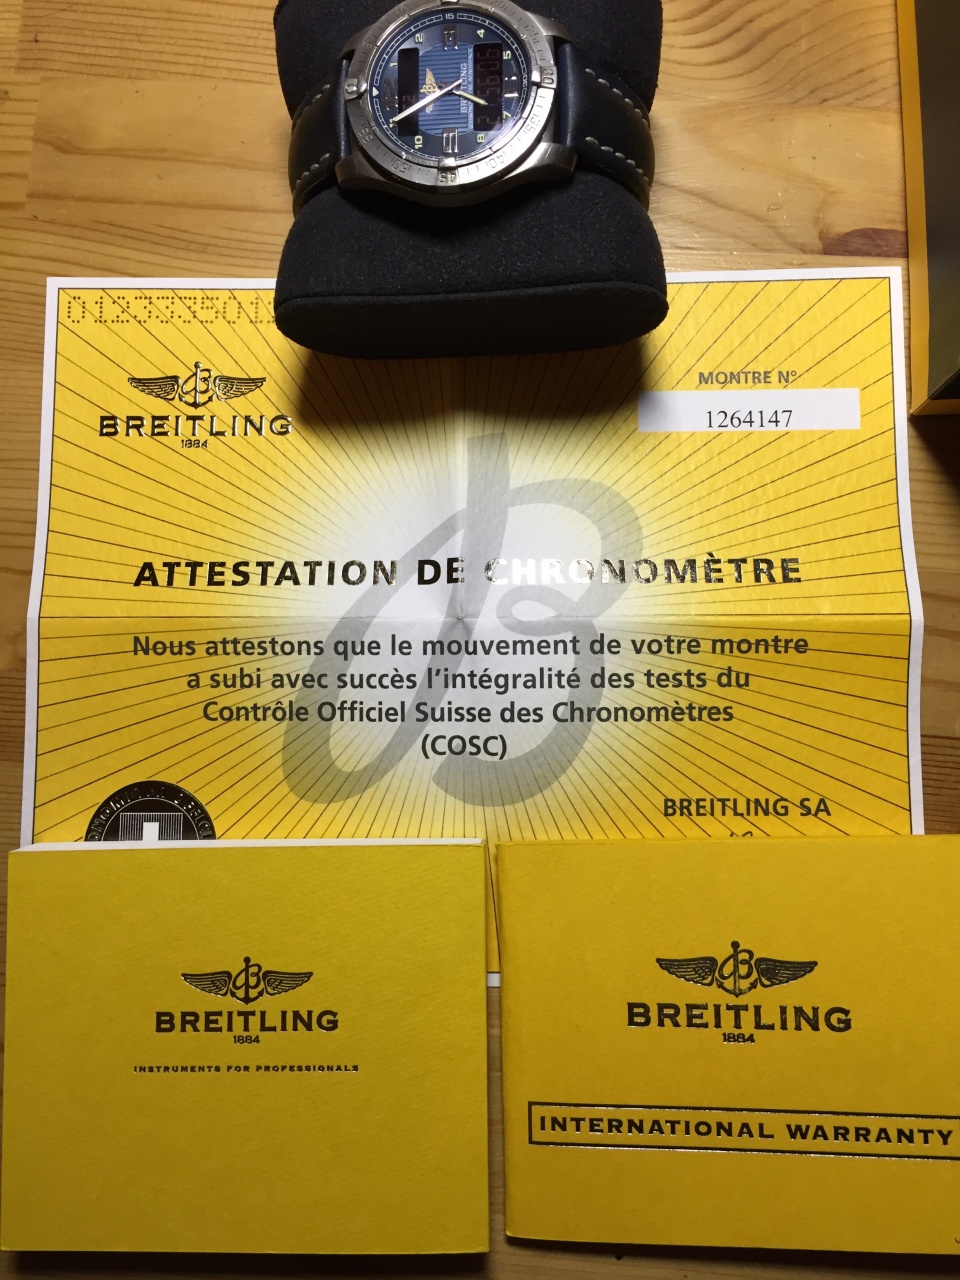 BREITLING
MONTRE N°
1264147
BREITLING
1884
ATTESTATION DE CHRONOMÈTRE
Nous attestons que le mouvement de votre montre
a subi avec succès l'intégralité des tests du
Contrôle Officiel Suisse des Chronomètres
(COSC)
BREITLING SA
BREITLING
1884
INSTRUMENTS FOR PROFESSIONALS
BREITLING
1884
INTERNATIONAL WARRANTY